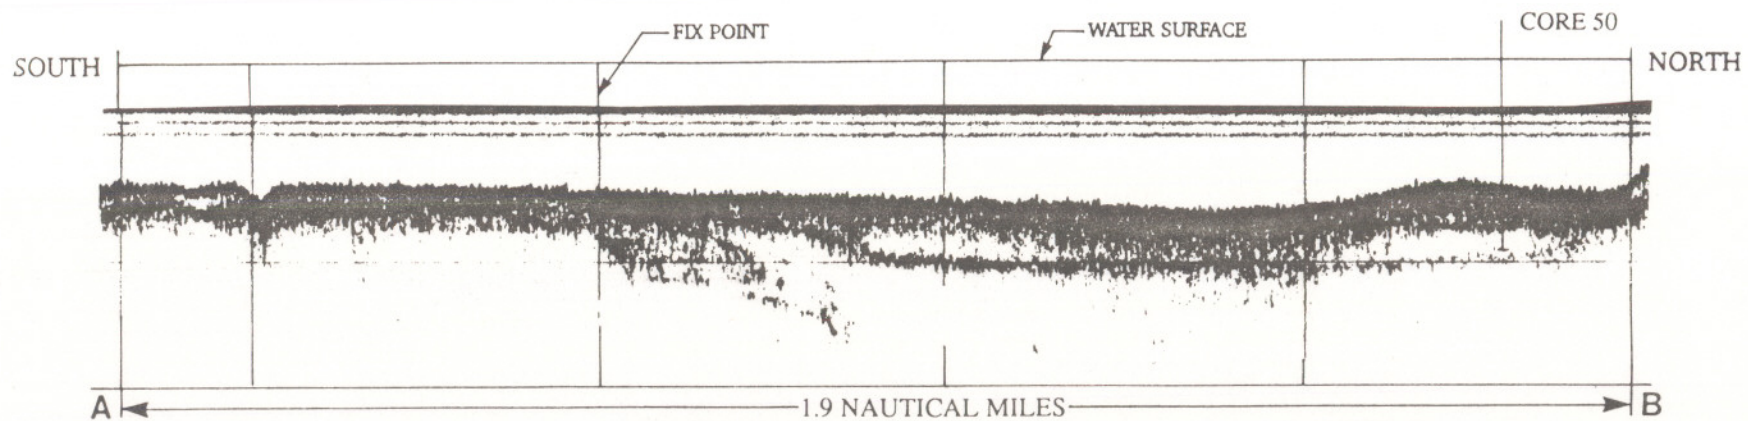 CORE 50
FIX POINT
WATER SURFACE
SOUTH
NORTH
A
1.9 NAUTICAL MILES
B